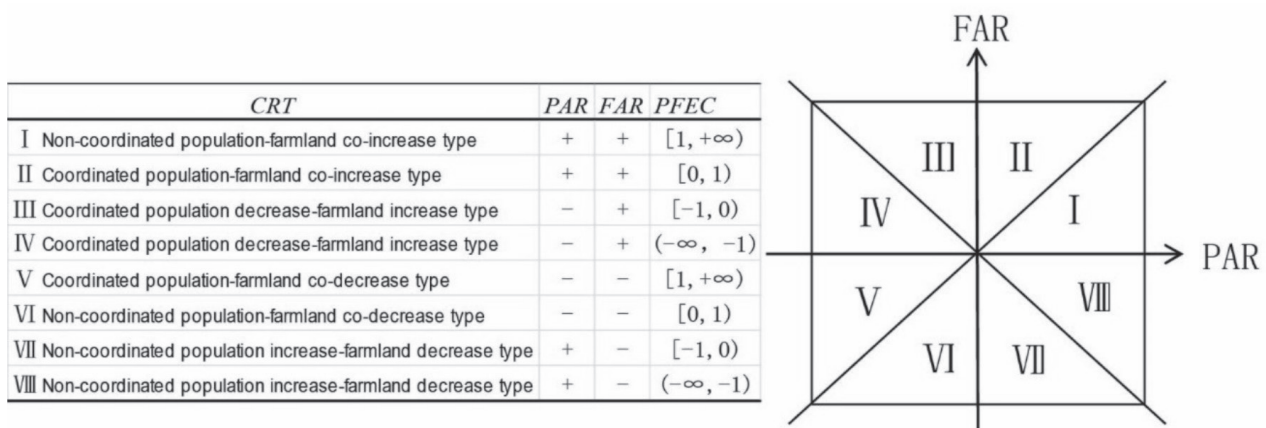 CRT PAR FAR PFEC
Ⅰ Non-coordinated population-farmland co-increase type + + [1, +∞)
Ⅱ Coordinated population-farmland co-increase type + + [0, 1)
Ⅲ Coordinated population decrease-farmland increase type − + [−1, 0)
Ⅳ Coordinated population decrease-farmland increase type − + (−∞, −1)
Ⅴ Coordinated population-farmland co-decrease type − − [1, +∞)
Ⅵ Non-coordinated population-farmland co-decrease type − − [0, 1)
Ⅶ Non-coordinated population increase-farmland decrease type + − [−1, 0)
Ⅷ Non-coordinated population increase-farmland decrease type + − (−∞, −1)
FAR
Ⅲ Ⅱ
Ⅳ Ⅰ
PAR
Ⅴ Ⅷ
Ⅵ Ⅶ